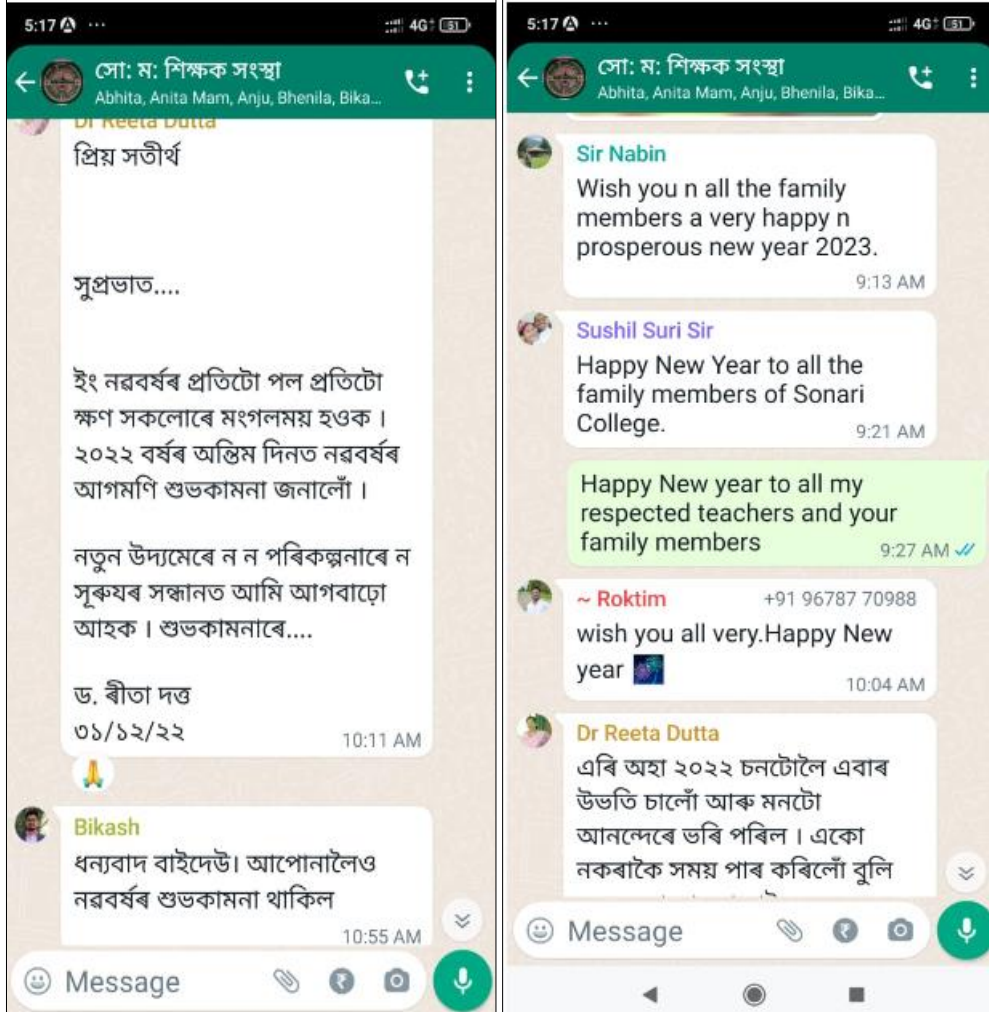 5:17 ...
4G+ 51
সো: ম: শিক্ষক সংস্থা
Abhita, Anita Mam, Anju, Bhenila, Bika...
Dr Reeta Dutta
প্ৰিয় সতীৰ্থ
সুপ্ৰভাত....
ইং নৱবৰ্ষৰ প্ৰতিটো পল প্ৰতিটো
ক্ষণ সকলোৰে মংগলময় হওক ।
২০২২ বৰ্ষৰ অন্তিম দিনত নৱবৰ্ষৰ
আগমণি শুভকামনা জনালোঁ ।
নতুন উদ্যমেৰে ন ন পৰিকল্পনাৰে ন
সূৰুযৰ সন্ধানত আমি আগবাঢ়ো
আহক । শুভকামনাৰে....
ড. ৰীতা দত্ত
৩১/১২/২২
10:11 AM
Bikash
ধন্যবাদ বাইদেউ। আপোনালৈও
নৱবৰ্ষৰ শুভকামনা থাকিল
10:55 AM
Message
5:17 ...
4G+ 51
সো: ম: শিক্ষক সংস্থা
Abhita, Anita Mam, Anju, Bhenila, Bika...
Sir Nabin
Wish you n all the family
members a very happy n
prosperous new year 2023.
9:13 AM
Sushil Suri Sir
Happy New Year to all the
family members of Sonari
College.
9:21 AM
Happy New year to all my
respected teachers and your
family members
9:27 AM
~ Roktim +91 96787 70988
wish you all very.Happy New
year
10:04 AM
Dr Reeta Dutta
এৰি অহা ২০২২ চনটোলৈ এবাৰ
উভতি চালোঁ আৰু মনটো
আনন্দেৰে ভৰি পৰিল । একো
নকৰাকৈ সময় পাৰ কৰিলোঁ বুলি
Message